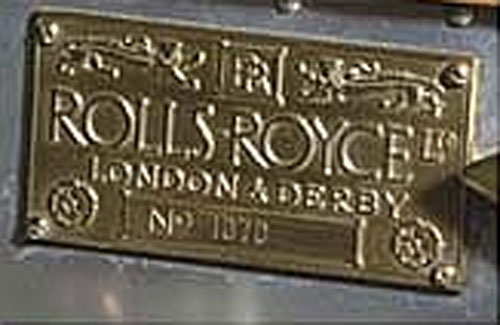 RR
ROLLS-ROYCE LTD
LONDON & DERBY
NO. 1070